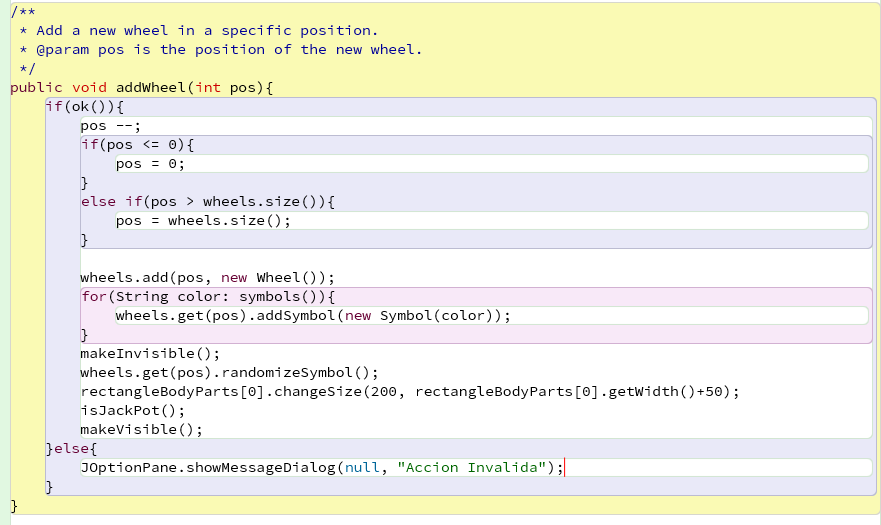 /**
 * Add a new wheel in a specific position.
 * @param pos is the position of the new wheel.
 */
public void addWheel(int pos){
    if(ok()){
        pos --;
        if(pos <= 0){
            pos = 0;
        }
        else if(pos > wheels.size()){
            pos = wheels.size();
        }

        wheels.add(pos, new Wheel());
        for(String color: symbols()){
            wheels.get(pos).addSymbol(new Symbol(color));
        }
        makeInvisible();
        wheels.get(pos).randomizeSymbol();
        rectangleBodyParts[0].changeSize(200, rectangleBodyParts[0].getWidth()+50);
        isJackPot();
        makeVisible();
    }else{
        JOptionPane.showMessageDialog(null, "Accion Invalida");
    }
}